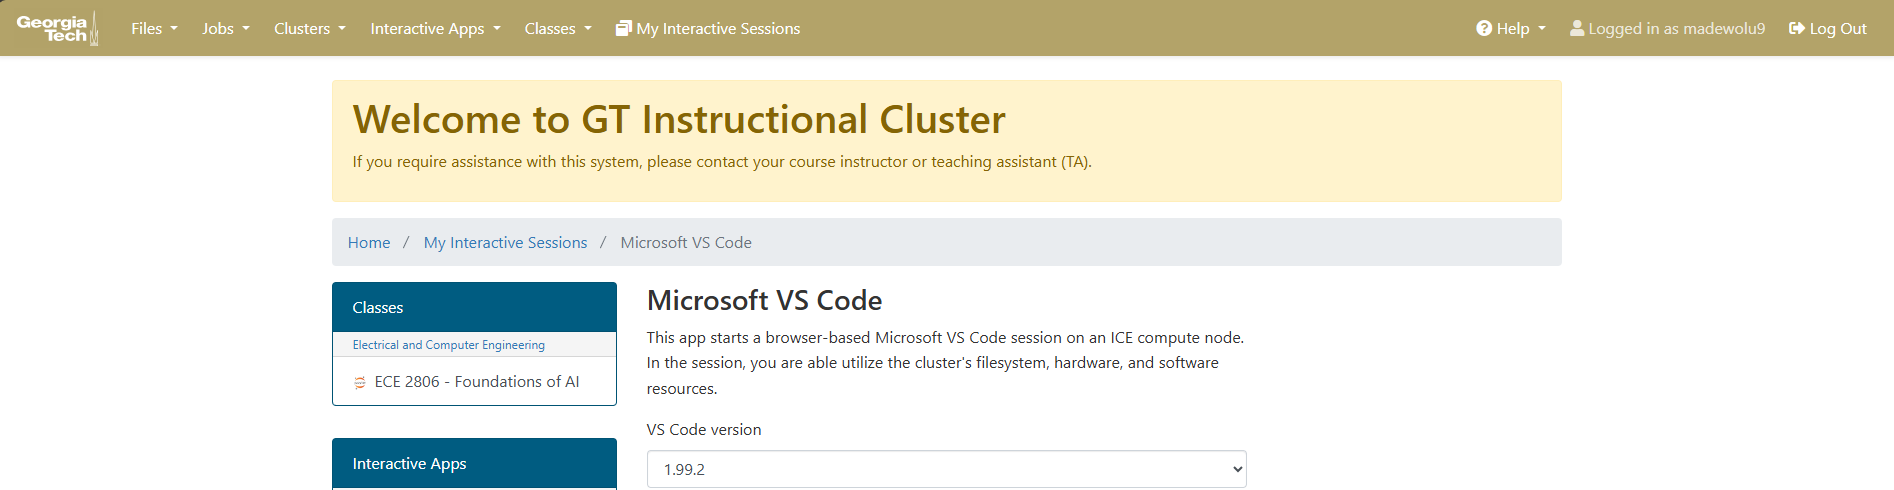 Georgia Tech
Files
Jobs
Clusters
Interactive Apps
Classes
My Interactive Sessions
Help
Logged in as madewolu9
Log Out
Welcome to GT Instructional Cluster
If you require assistance with this system, please contact your course instructor or teaching assistant (TA).
Home / My Interactive Sessions / Microsoft VS Code
Classes
Electrical and Computer Engineering
ECE 2806 - Foundations of AI
Interactive Apps
Microsoft VS Code
This app starts a browser-based Microsoft VS Code session on an ICE compute node.
In the session, you are able utilize the cluster's filesystem, hardware, and software
resources.
VS Code version
1.99.2